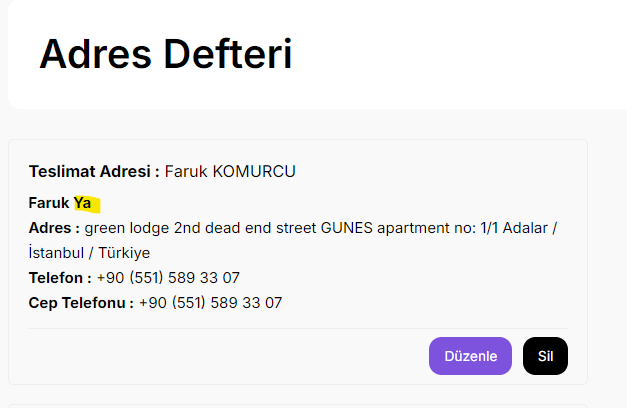 Adres Defteri
Teslimat Adresi : Faruk KOMURCU
Faruk Ya
Adres : green lodge 2nd dead end street GUNES apartment no: 1/1 Adalar /
İstanbul / Türkiye
Telefon : +90 (551) 589 33 07
Cep Telefonu : +90 (551) 589 33 07
Düzenle Sil